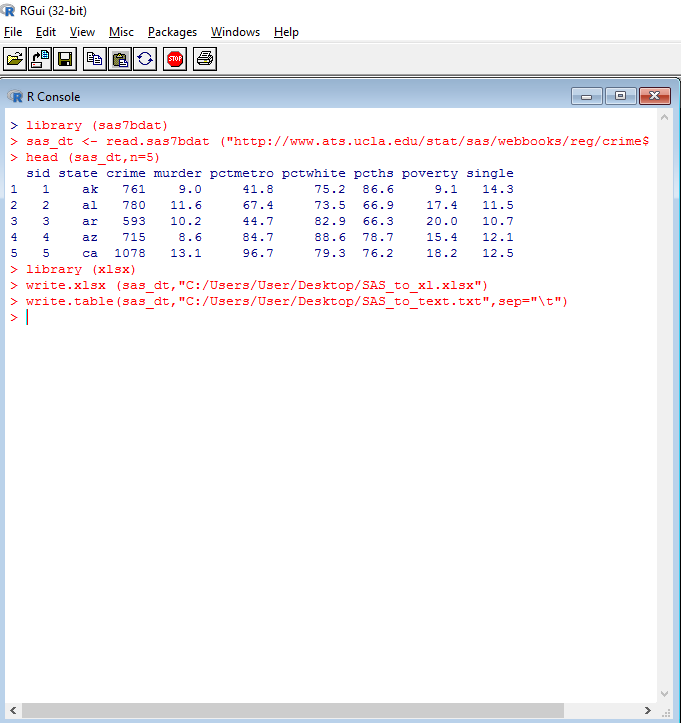 RGui (32-bit)
File Edit View Misc Packages Windows Help
STOP
R Console
> library (sas7bdat)
> sas_dt <- read.sas7bdat ("http://www.ats.ucla.edu/stat/sas/webbooks/reg/crime$
> head (sas_dt,n=5)
  sid state crime murder pctmetro pctwhite pcths poverty single
1   1    ak   761    9.0     41.8     75.2  86.6     9.1   14.3
2   2    al   780   11.6     67.4     73.5  66.9    17.4   11.5
3   3    ar   593   10.2     44.7     82.9  66.3    20.0   10.7
4   4    az   715    8.6     84.7     88.6  78.7    15.4   12.1
5   5    ca  1078   13.1     96.7     79.3  76.2    18.2   12.5
> library (xlsx)
> write.xlsx (sas_dt,"C:/Users/User/Desktop/SAS_to_xl.xlsx")
> write.table(sas_dt,"C:/Users/User/Desktop/SAS_to_text.txt",sep="\t")
>